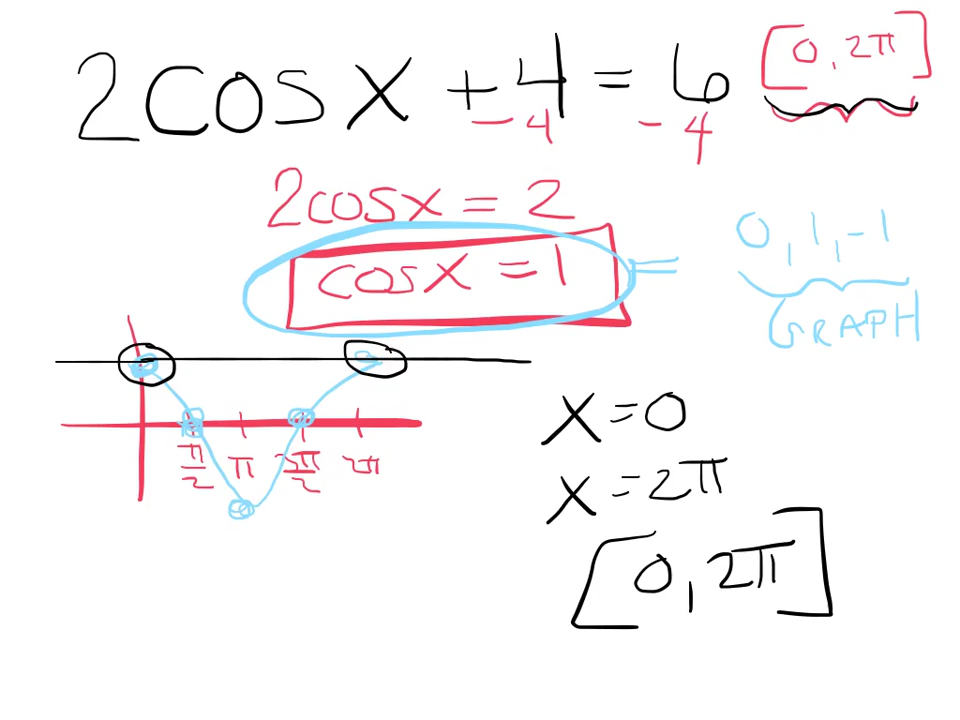 2cosx + 4 = 6 [0, 2π]
- 4 - 4
2cosx = 2
cosx = 1 = 0, 1, -1
GRAPH
π/2 π 3π/2 2π
x = 0
x = 2π
[0, 2π]